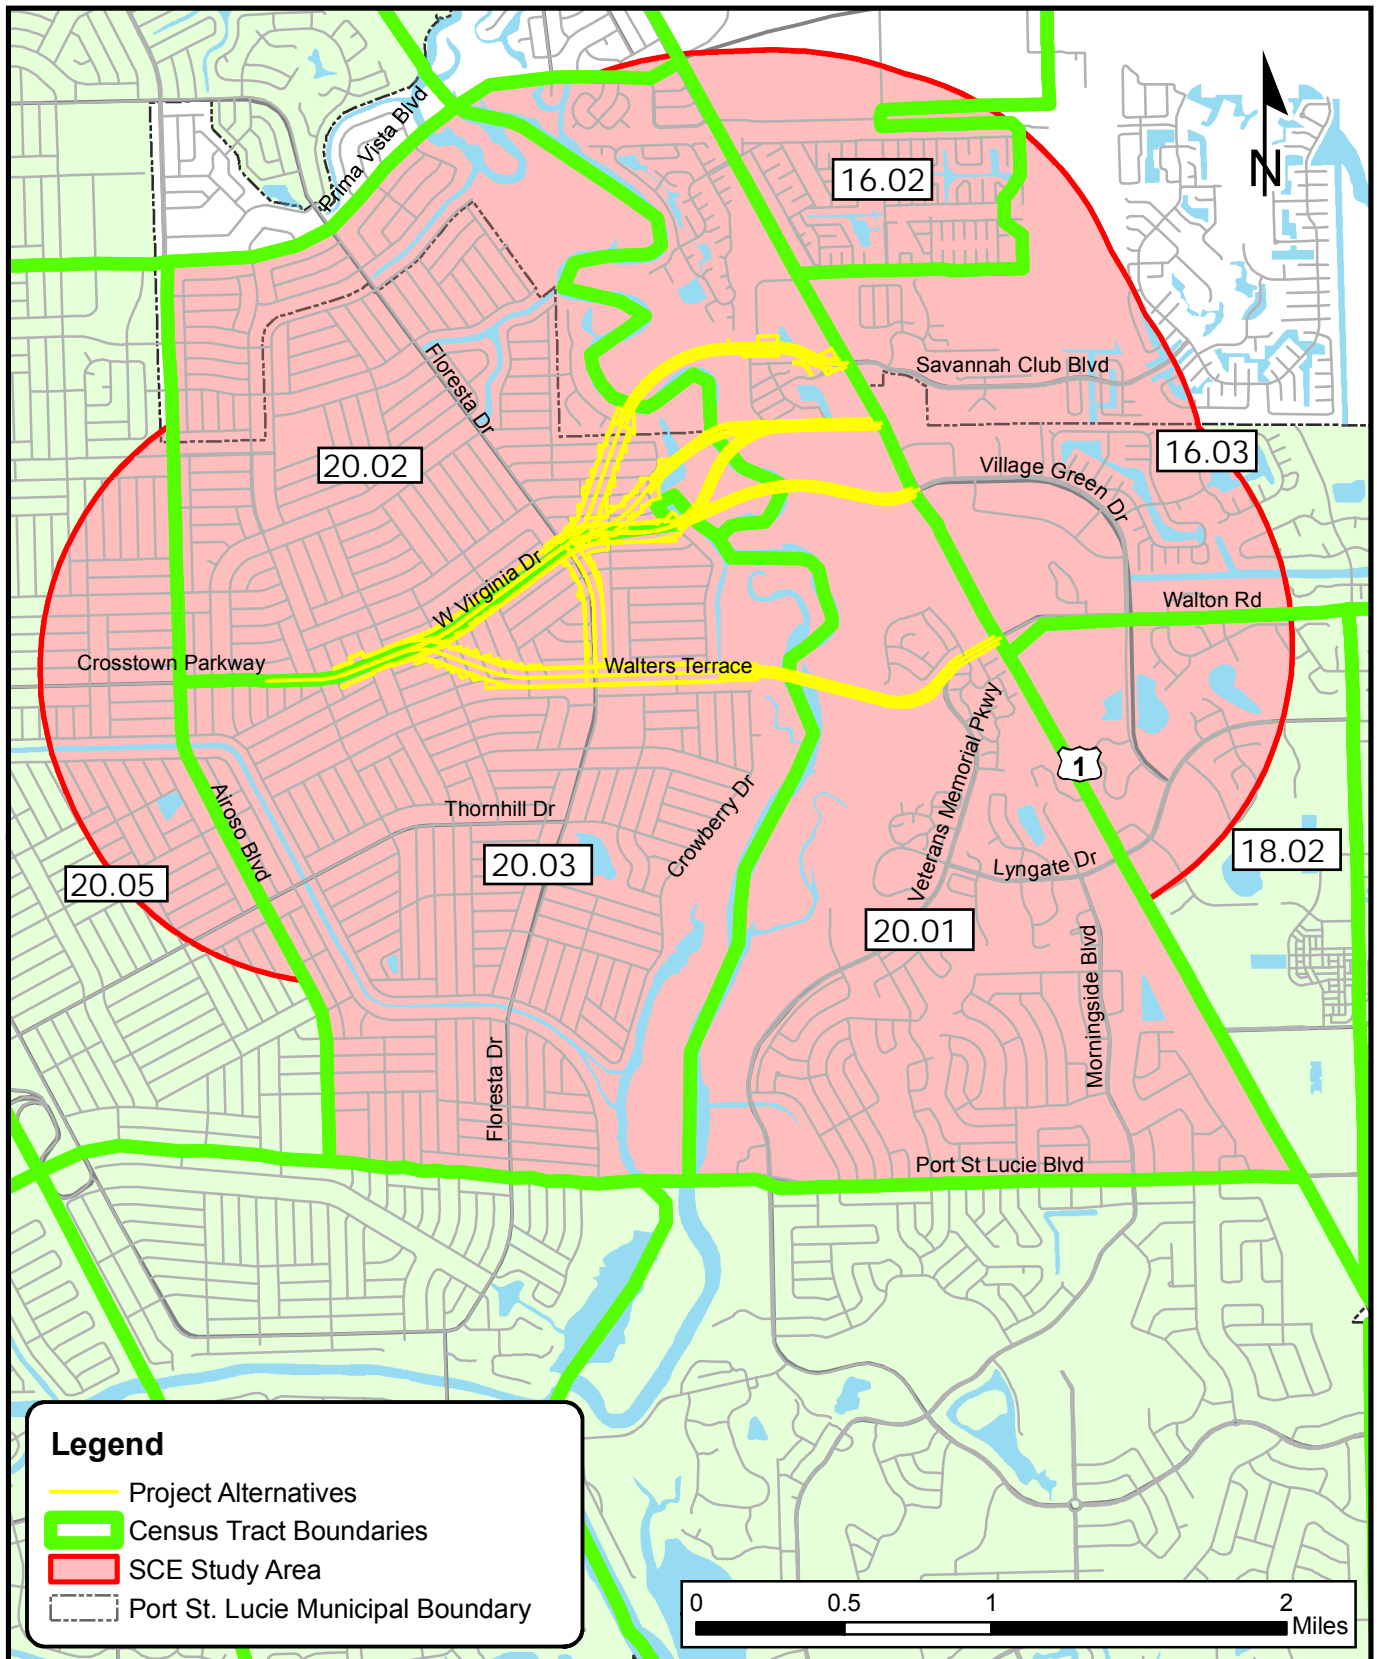 Prima Vista Blvd
16.02
N
Floresta Dr
Savannah Club Blvd
20.02
16.03
Village Green Dr
W Virginia Dr
Walton Rd
Crosstown Parkway
Walters Terrace
Veterans Memorial Pkwy
1
Airoso Blvd
Thornhill Dr
Crowberry Dr
20.03
20.05
Lyngate Dr
18.02
20.01
Morningside Blvd
Floresta Dr
Port St Lucie Blvd
Legend
Project Alternatives
Census Tract Boundaries
SCE Study Area
Port St. Lucie Municipal Boundary
0 0.5 1 2
Miles